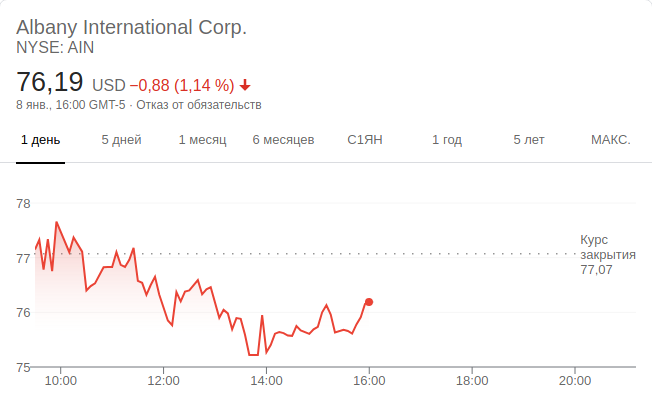 Albany International Corp.
NYSE: AIN
76,19 USD −0,88 (1,14 %)
8 янв., 16:00 GMT-5 · Отказ от обязательств
1 день 5 дней 1 месяц 6 месяцев С1ЯН 1 год 5 лет МАКС.
78
Курс
77 закрытия
77,07
76
75
10:00 12:00 14:00 16:00 18:00 20:00